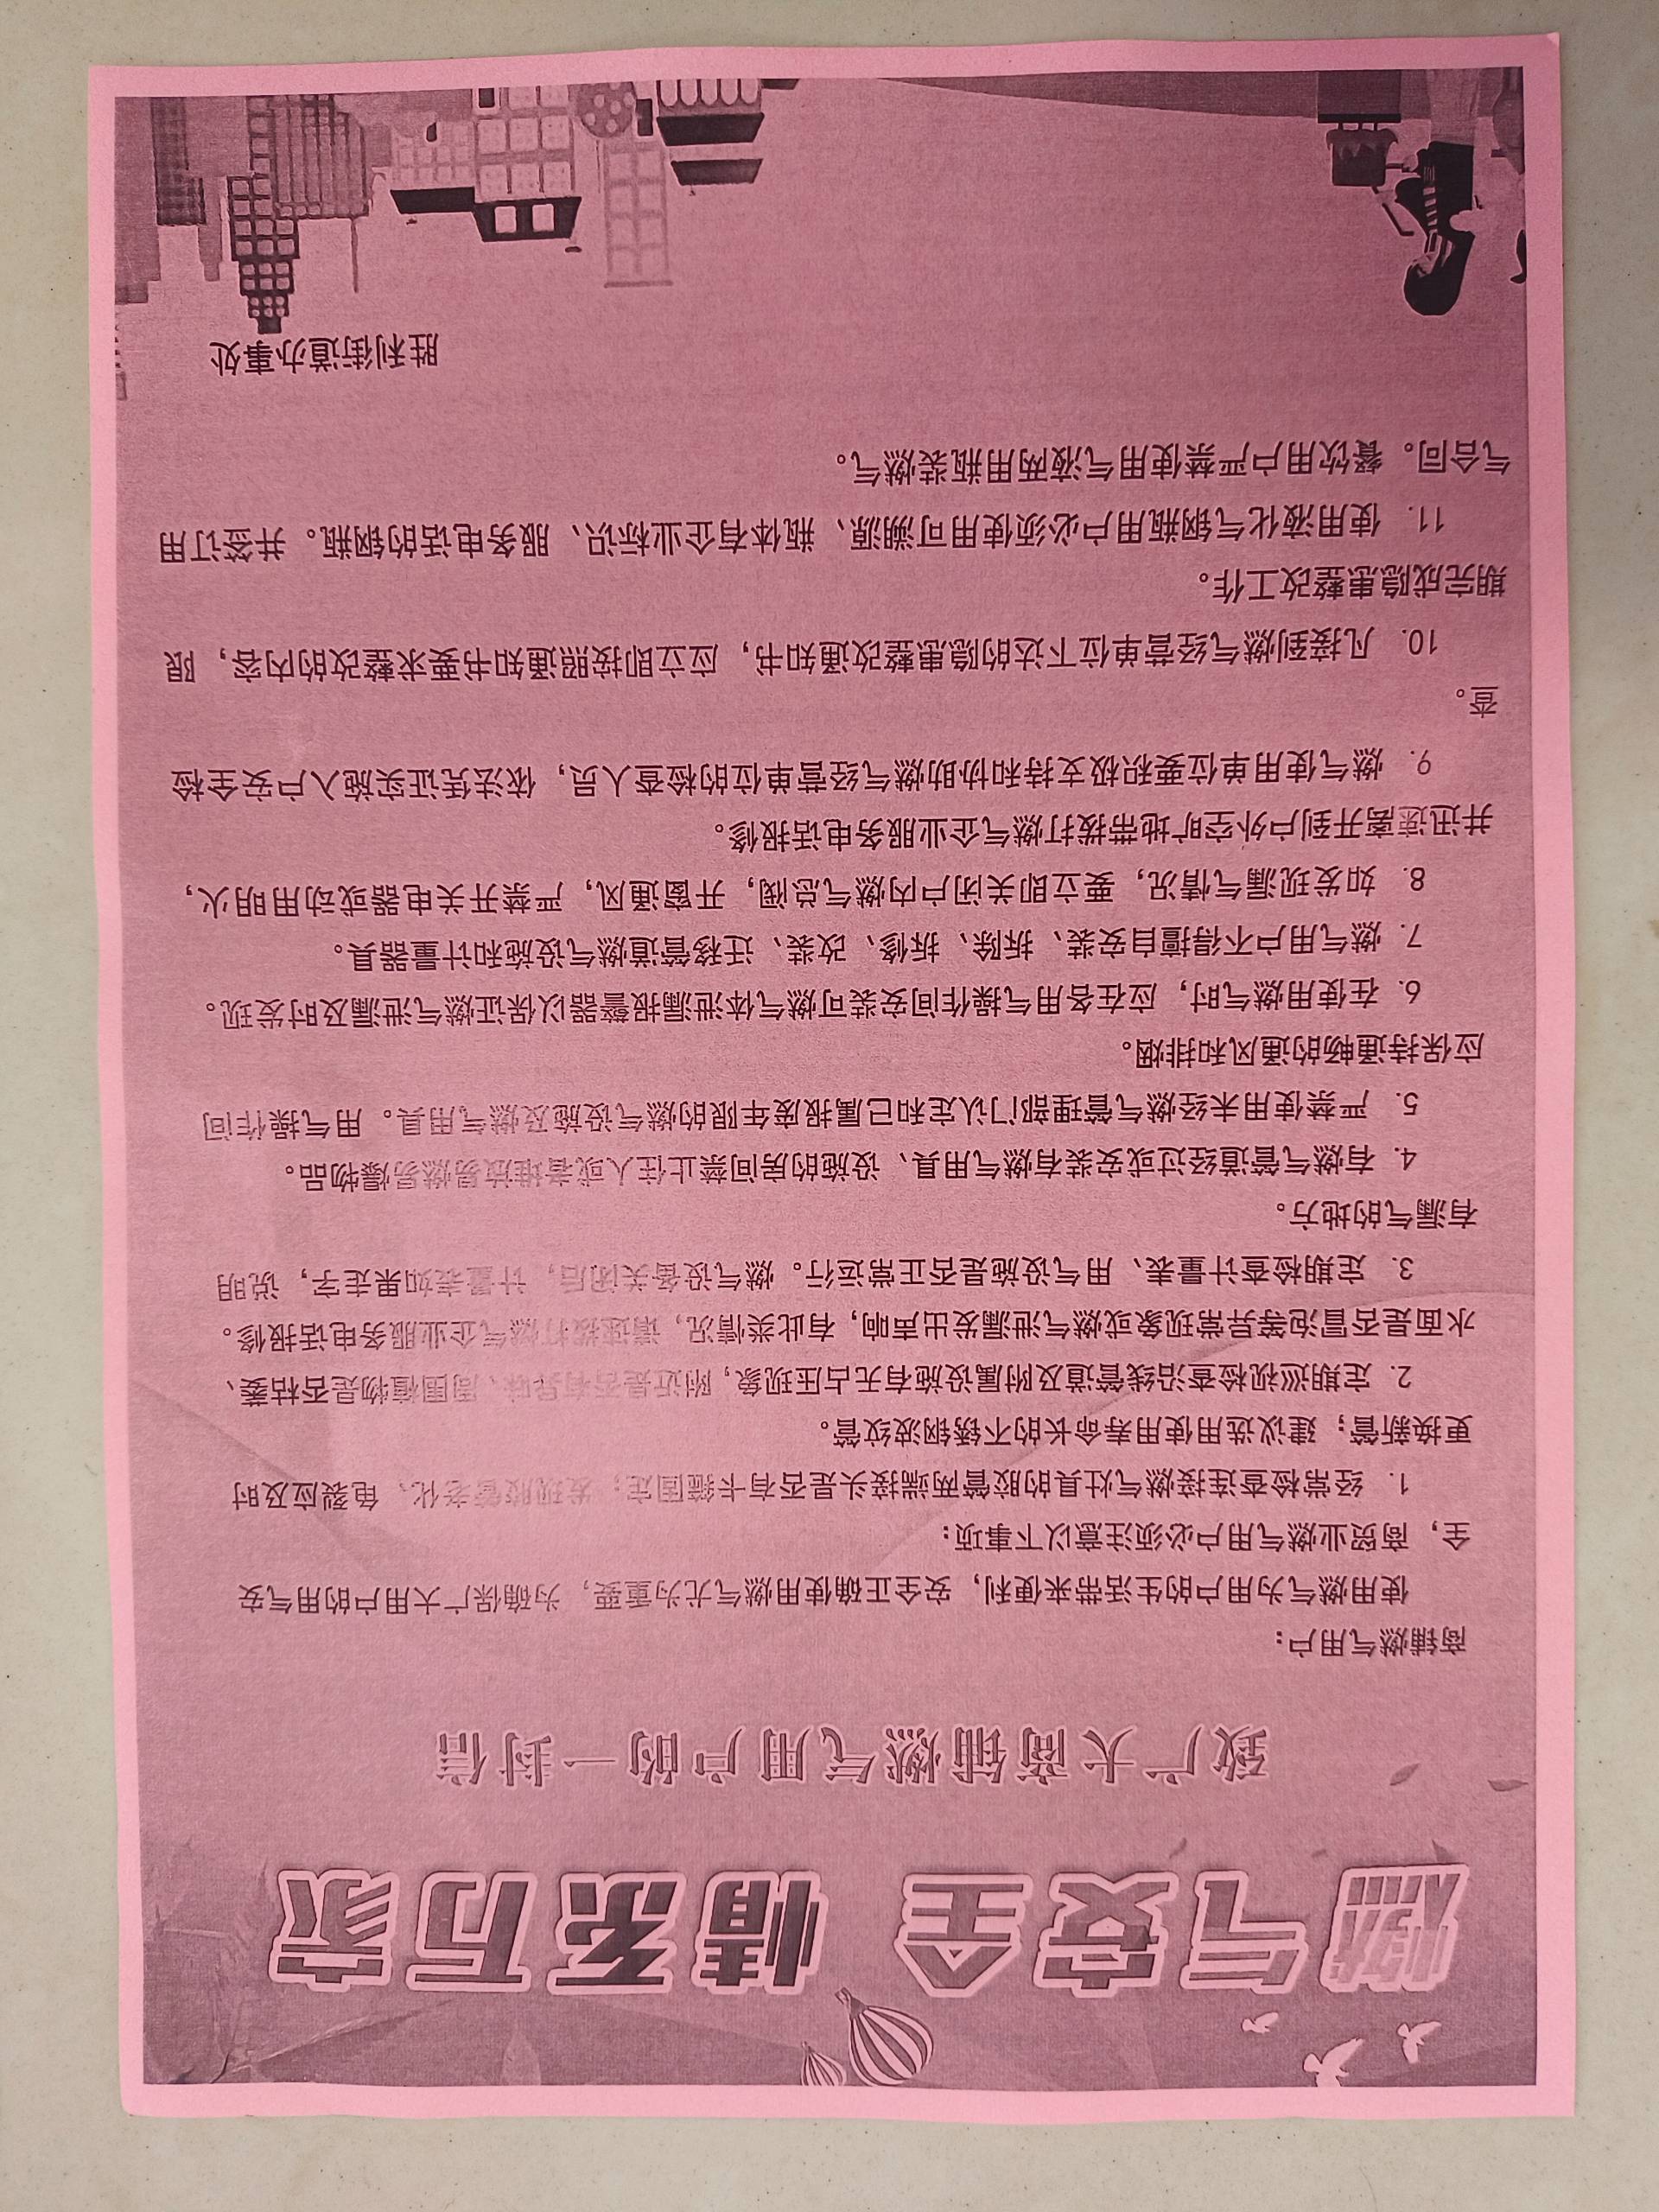 燃气安全 情系万家
致广大商铺燃气用户的一封信
商铺燃气用户:
使用燃气为用户的生活带来便利，安全正确使用燃气尤为重要，为确保广大用户的用气安
全，商贸业燃气用户必须注意以下事项:
1. 经常检查连接燃气灶具的胶管两端接头是否有卡箍固定；发现胶管老化、龟裂应及时
更换新管；建议选用使用寿命长的不锈钢波纹管。
2. 定期巡视检查沿线管道及附属设施有无占压现象，附近是否有异味、周围植物是否枯萎、
水面是否冒泡等异常现象或燃气泄漏发出声响，有此类情况，请速拨打燃气企业服务电话报修。
3. 定期检查计量表、用气设施是否正常运行。燃气设备关闭后，计量表如果走字，说明
有漏气的地方。
4. 有燃气管道经过或安装有燃气用具、设施的房间禁止住人或者堆放易燃易爆物品。
5. 严禁使用未经燃气管理部门认定和已属报废年限的燃气设施及燃气用具。用气操作间
应保持通畅的通风和排烟。
6. 在使用燃气时，应在各用气操作间安装可燃气体泄漏报警器以保证燃气泄漏及时发现。
7. 燃气用户不得擅自安装、拆除、拆修、改装、迁移管道燃气设施和计量器具。
8. 如发现漏气情况，要立即关闭户内燃气总阀，开窗通风，严禁开关电器或动用明火，
并迅速离开到户外空旷地带拨打燃气企业服务电话报修。
9. 燃气使用单位要积极支持和协助燃气经营单位的检查人员，依法凭证实施入户安全检
查。
10. 凡接到燃气经营单位下达的隐患整改通知书，应立即按照通知书要求整改的内容，限
期完成隐患整改工作。
11. 使用液化气钢瓶用户必须使用可溯源、瓶体有企业标识、服务电话的钢瓶。并签订用
气合同。餐饮用户严禁使用气液两用瓶装燃气。
胜利街道办事处